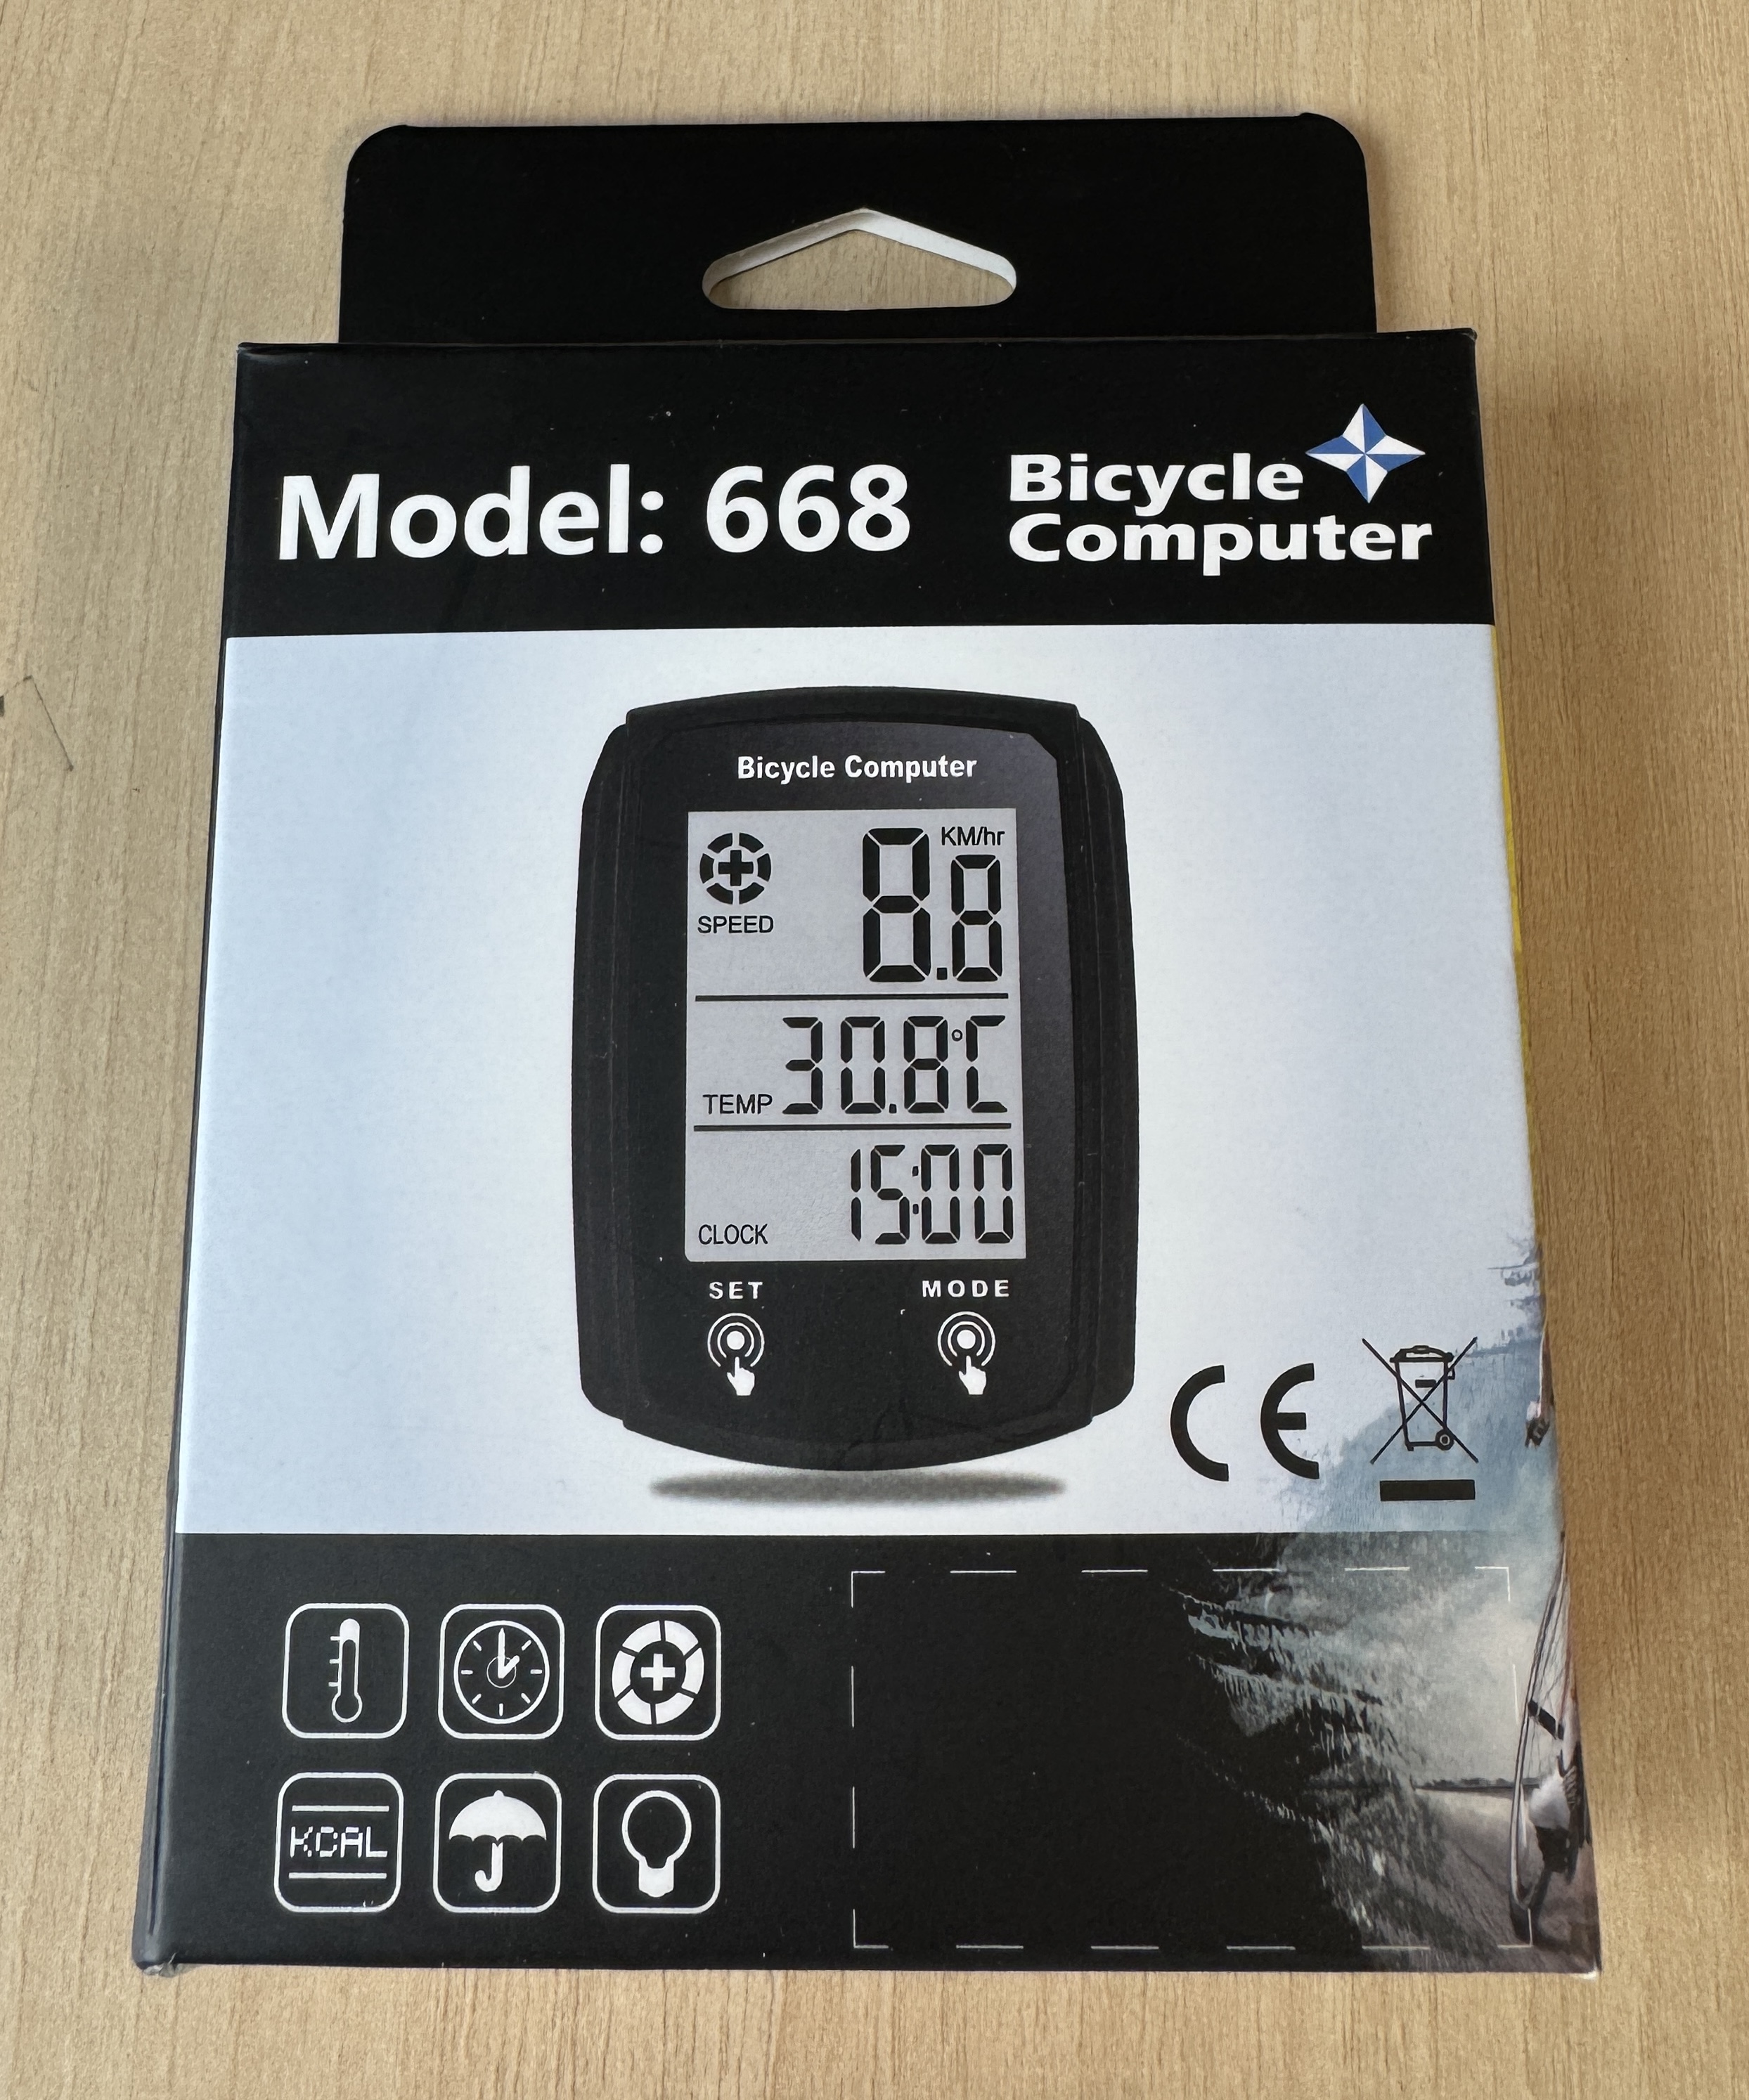 Model: 668
Bicycle
Computer
Bicycle Computer
KM/hr
8.8
SPEED
30.8°C
TEMP
15:00
CLOCK
SET MODE
CE
KCAL